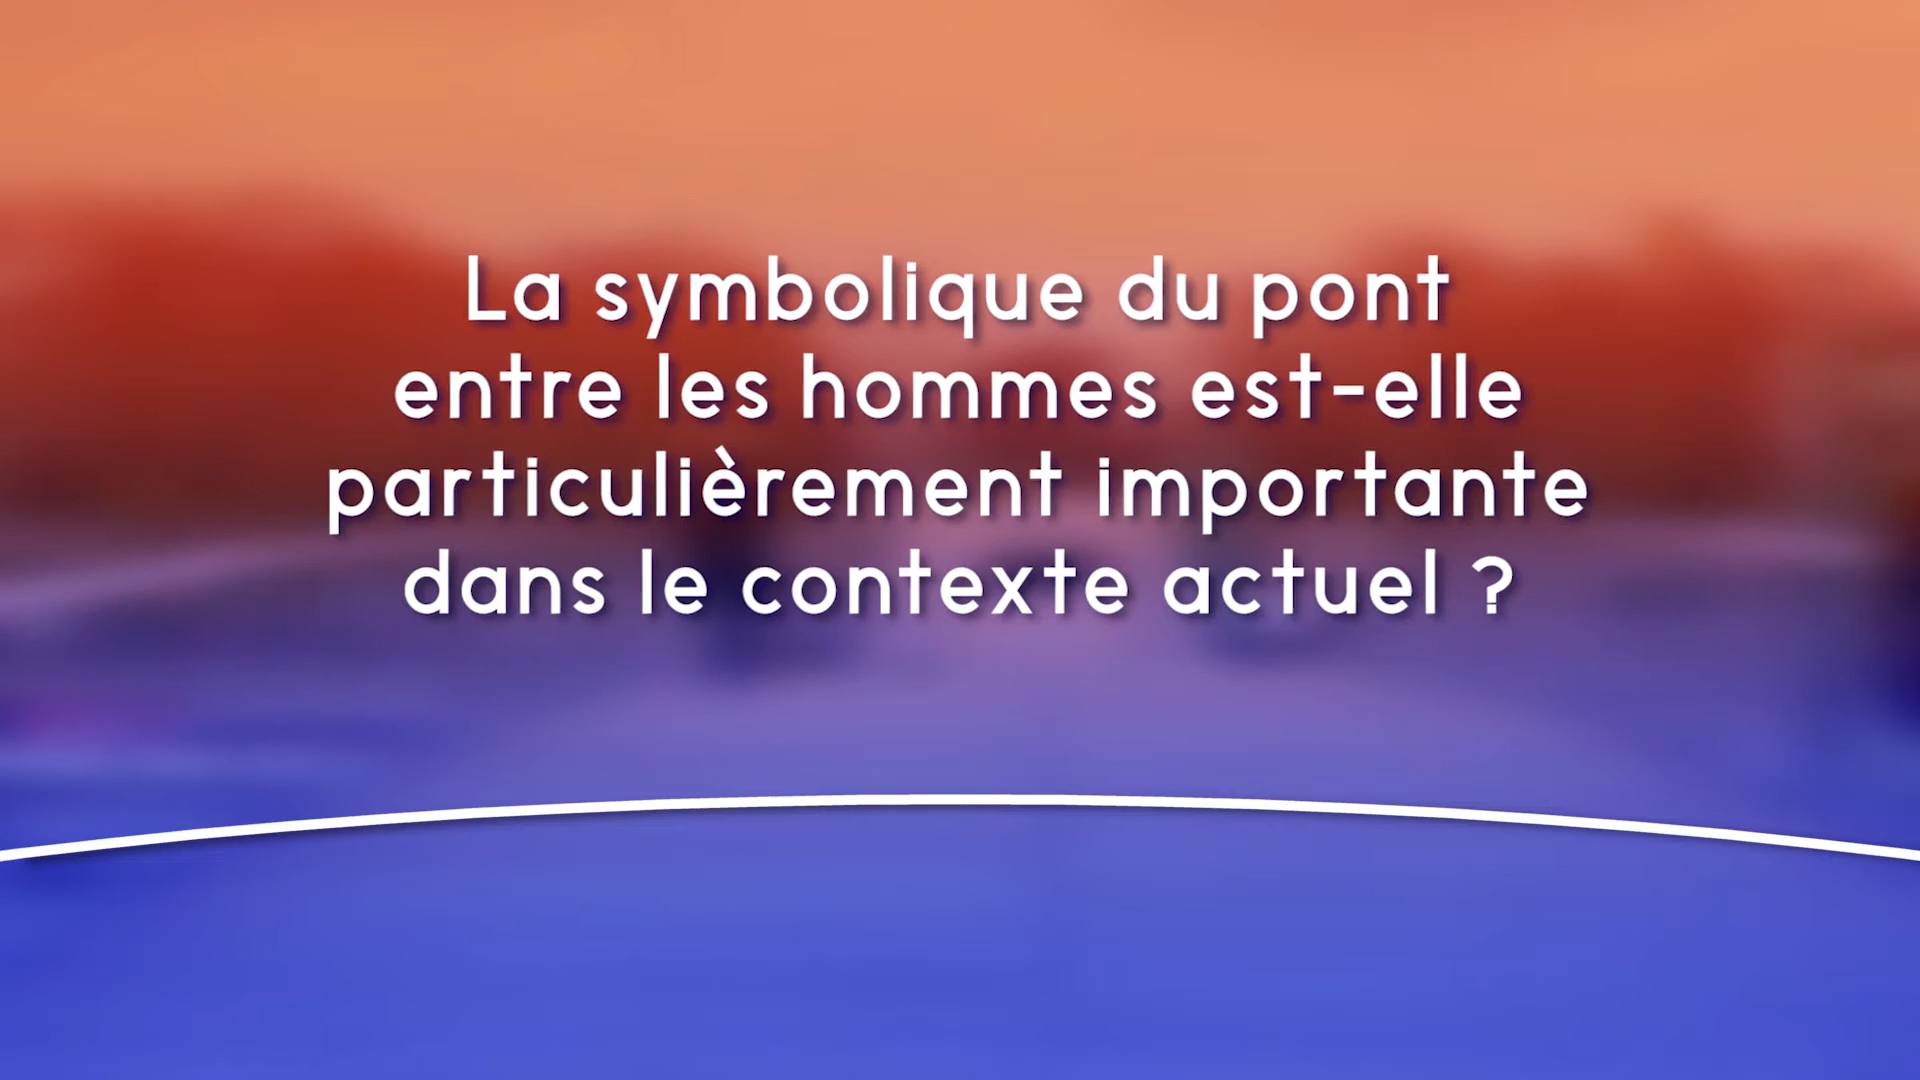 La symbolique du pont
entre les hommes est-elle
particulièrement importante
dans le contexte actuel ?